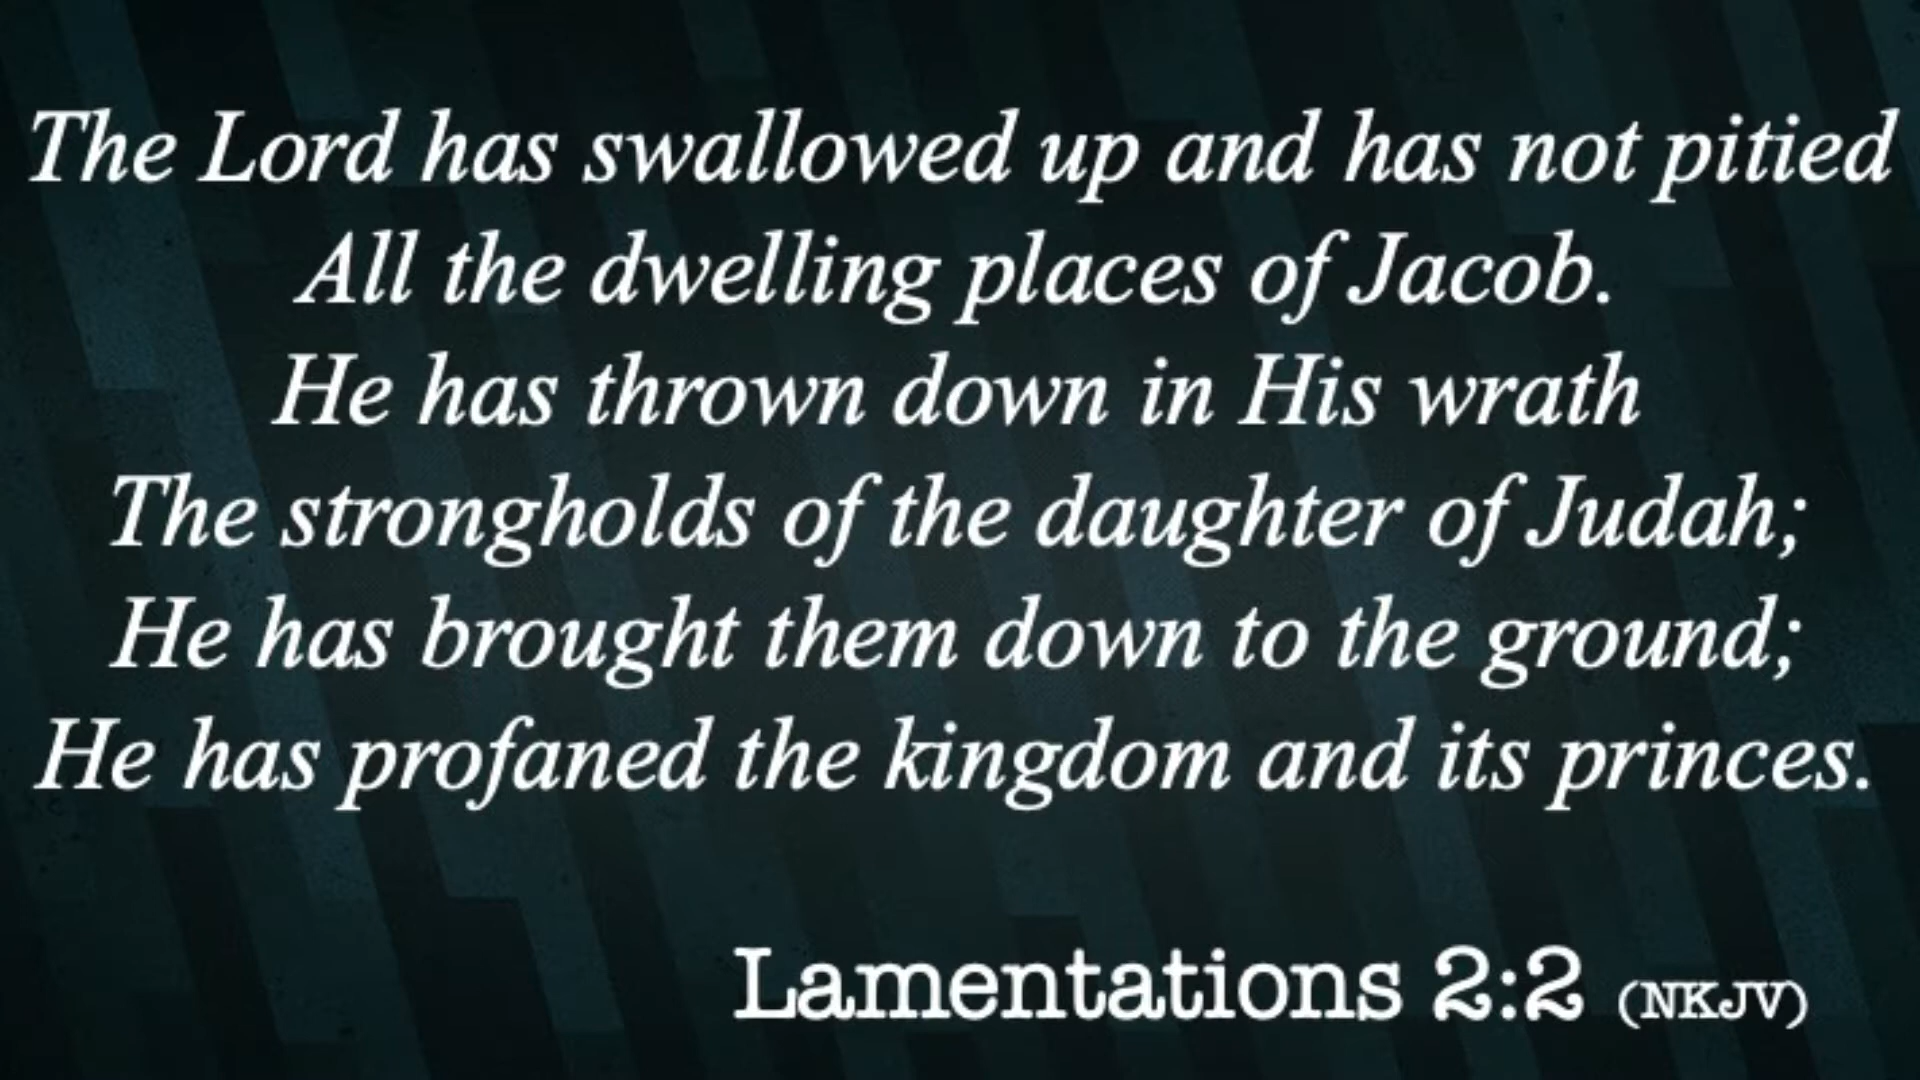 The Lord has swallowed up and has not pitied
All the dwelling places of Jacob.
He has thrown down in His wrath
The strongholds of the daughter of Judah;
He has brought them down to the ground;
He has profaned the kingdom and its princes.
Lamentations 2:2 (NKJV)